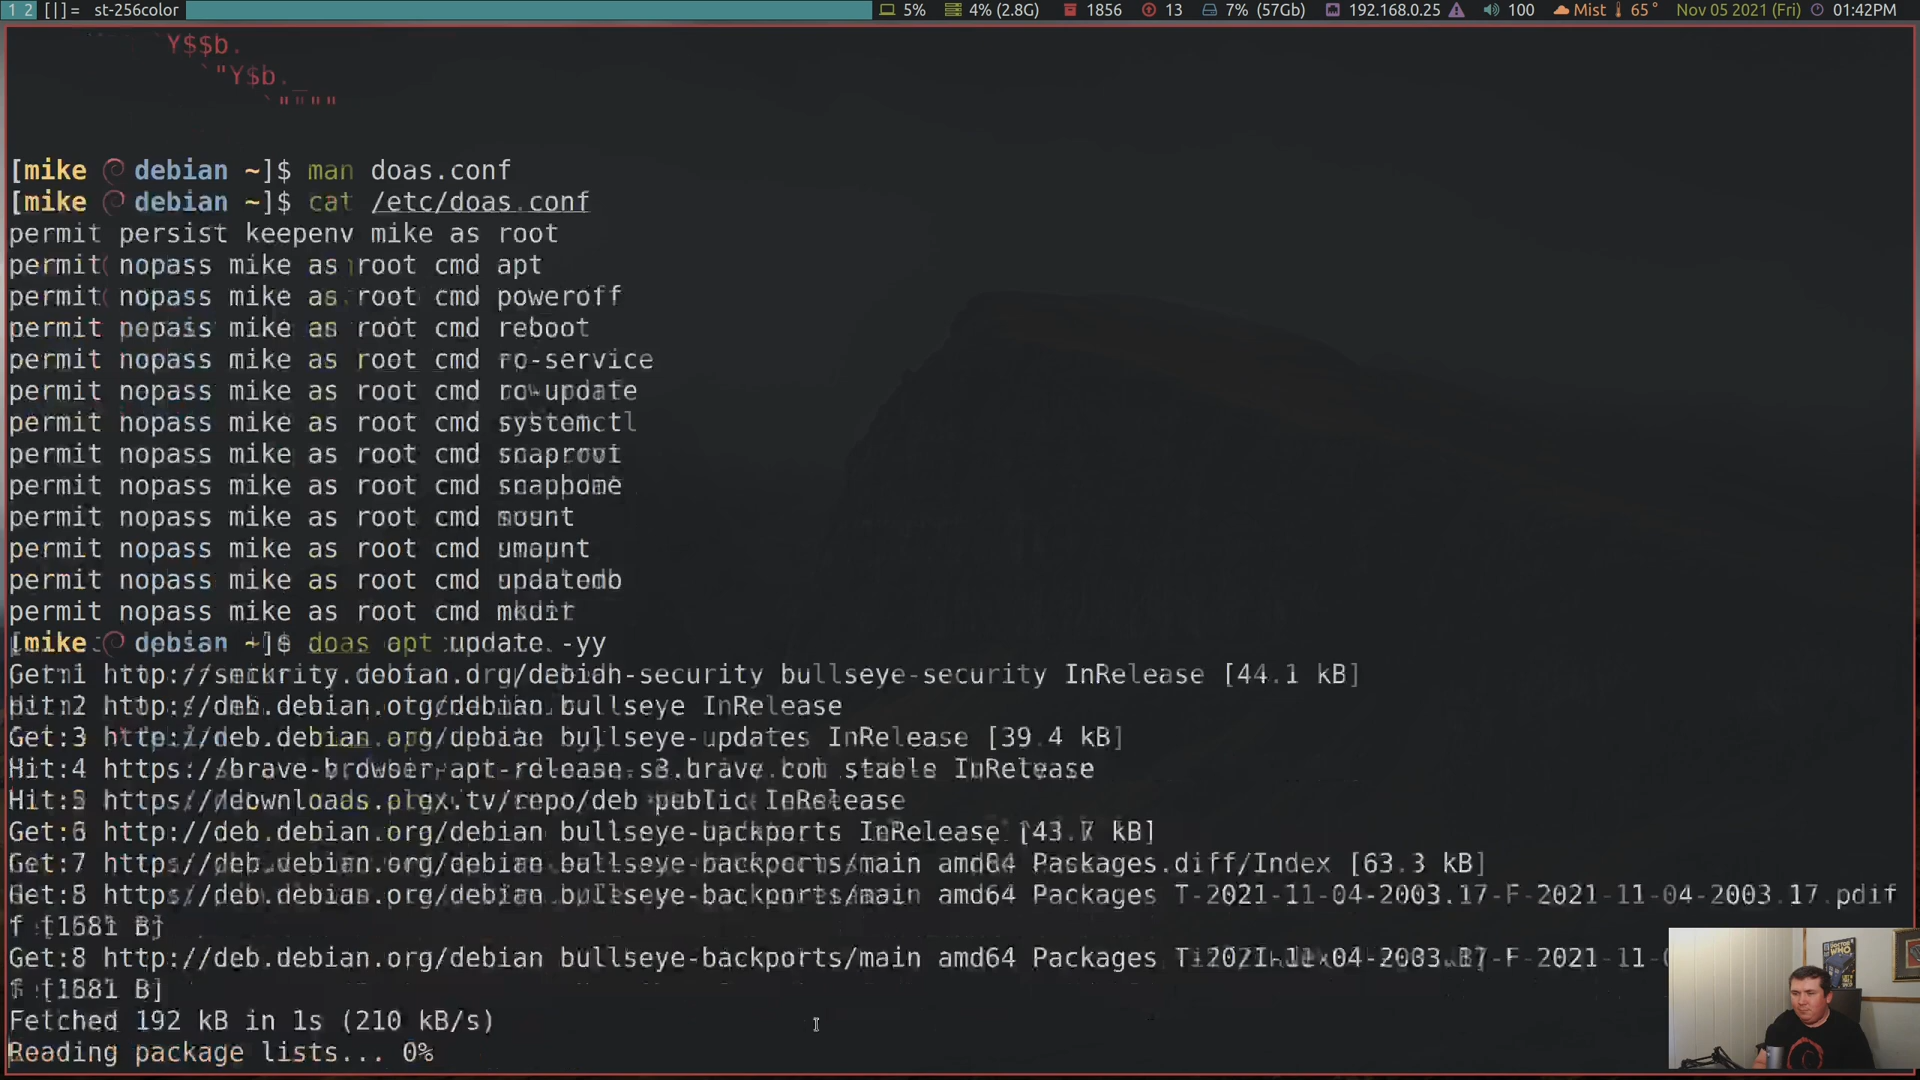 1 2 [|]= st-256color 5% 4% (2.8G) 1856 13 7% (57Gb) 192.168.0.25 100 Mist 65° Nov 05 2021 (Fri) 01:42PM
Y$$b.
`"Y$b._
`""""
[mike debian ~]$ man doas.conf
[mike debian ~]$ cat /etc/doas.conf
permit persist keepenv mike as root
permit nopass mike as root cmd apt
permit nopass mike as root cmd poweroff
permit nopass mike as root cmd reboot
permit nopass mike as root cmd rc-service
permit nopass mike as root cmd rc-update
permit nopass mike as root cmd systemctl
permit nopass mike as root cmd
permit nopass mike as root cmd
permit nopass mike as root cmd mount
permit nopass mike as root cmd umount
permit nopass mike as root cmd updatedb
permit nopass mike as root cmd mkdir
[mike debian ~]$ doas apt update -yy
Get:1 http://security.debian.org/debian-security bullseye-security InRelease [44.1 kB]
Hit:2 http://deb.debian.org/debian bullseye InRelease
Get:3 http://deb.debian.org/debian bullseye-updates InRelease [39.4 kB]
Hit:4 https://brave-browser-apt-release.s3.brave.com stable InRelease
Hit:5 https://downloads.plex.tv/repo/deb public InRelease
Get:6 http://deb.debian.org/debian bullseye-backports InRelease [43.7 kB]
Get:7 http://deb.debian.org/debian bullseye-backports/main amd64 Packages.diff/Index [63.3 kB]
Get:8 http://deb.debian.org/debian bullseye-backports/main amd64 Packages T-2021-11-04-2003.17-F-2021-11-04-2003.17.pdif
f [1681 B]
Get:8 http://deb.debian.org/debian bullseye-backports/main amd64 Packages T-2021-11-04-2003.17-F-2021-11-0
f [1681 B]
Fetched 192 kB in 1s (210 kB/s)
Reading package lists... 0%
DOCTOR WHO